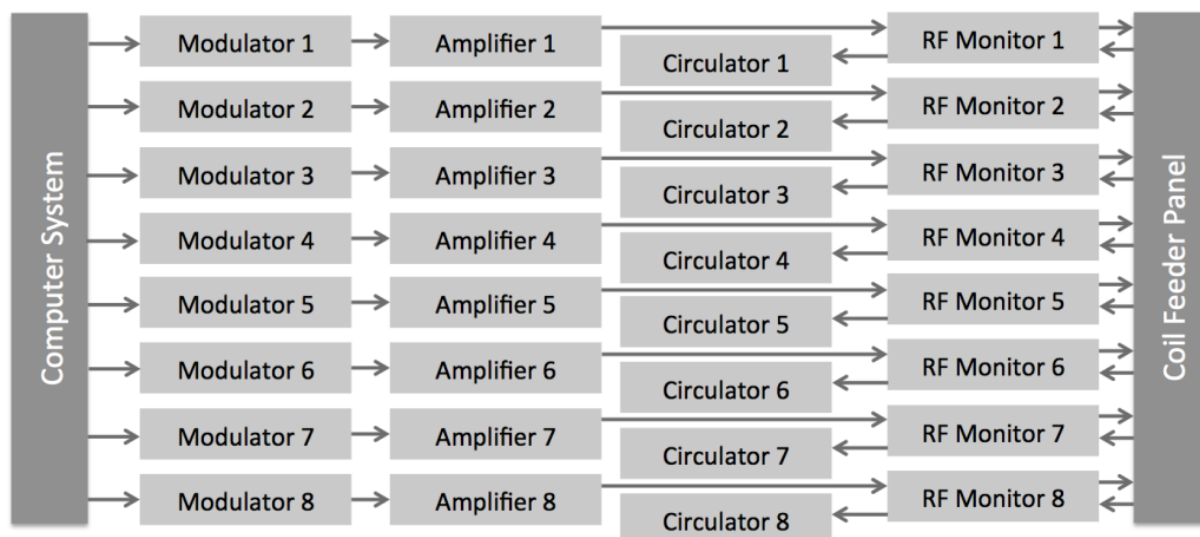 Computer System
Modulator 1
Amplifier 1
Circulator 1
RF Monitor 1
Modulator 2
Amplifier 2
Circulator 2
RF Monitor 2
Modulator 3
Amplifier 3
Circulator 3
RF Monitor 3
Modulator 4
Amplifier 4
Circulator 4
RF Monitor 4
Modulator 5
Amplifier 5
Circulator 5
RF Monitor 5
Modulator 6
Amplifier 6
Circulator 6
RF Monitor 6
Modulator 7
Amplifier 7
Circulator 7
RF Monitor 7
Modulator 8
Amplifier 8
Circulator 8
RF Monitor 8
Coil Feeder Panel